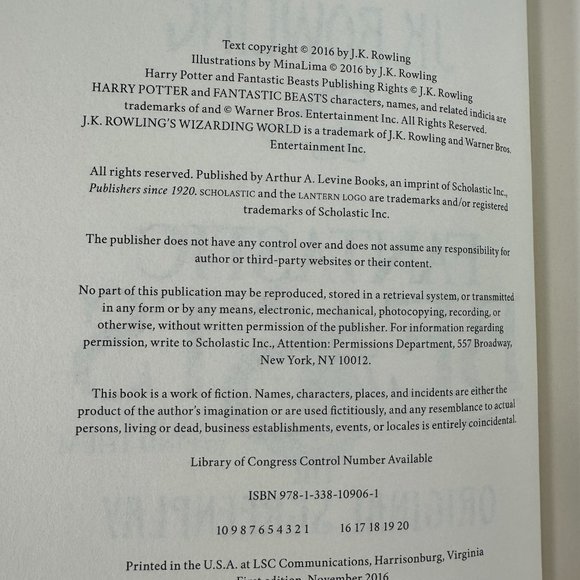 Text copyright © 2016 by J.K. Rowling
Illustrations by MinaLima © 2016 by J.K. Rowling
Harry Potter and Fantastic Beasts Publishing Rights © J.K. Rowling
HARRY POTTER and FANTASTIC BEASTS characters, names, and related indicia are
trademarks of and © Warner Bros. Entertainment Inc. All Rights Reserved.
J.K. ROWLING'S WIZARDING WORLD is a trademark of J.K. Rowling and Warner Bros.
Entertainment Inc.
All rights reserved. Published by Arthur A. Levine Books, an imprint of Scholastic Inc.,
Publishers since 1920. SCHOLASTIC and the LANTERN LOGO are trademarks and/or registered
trademarks of Scholastic Inc.
The publisher does not have any control over and does not assume any responsibility for
author or third-party websites or their content.
No part of this publication may be reproduced, stored in a retrieval system, or transmitted
in any form or by any means, electronic, mechanical, photocopying, recording, or
otherwise, without written permission of the publisher. For information regarding
permission, write to Scholastic Inc., Attention: Permissions Department, 557 Broadway,
New York, NY 10012.
This book is a work of fiction. Names, characters, places, and incidents are either the
product of the author's imagination or are used fictitiously, and any resemblance to actual
persons, living or dead, business establishments, events, or locales is entirely coincidental.
Library of Congress Control Number Available
ISBN 978-1-338-10906-1
10 9 8 7 6 5 4 3 2 1 16 17 18 19 20
Printed in the U.S.A. at LSC Communications, Harrisonburg, Virginia
First edition, November 2016